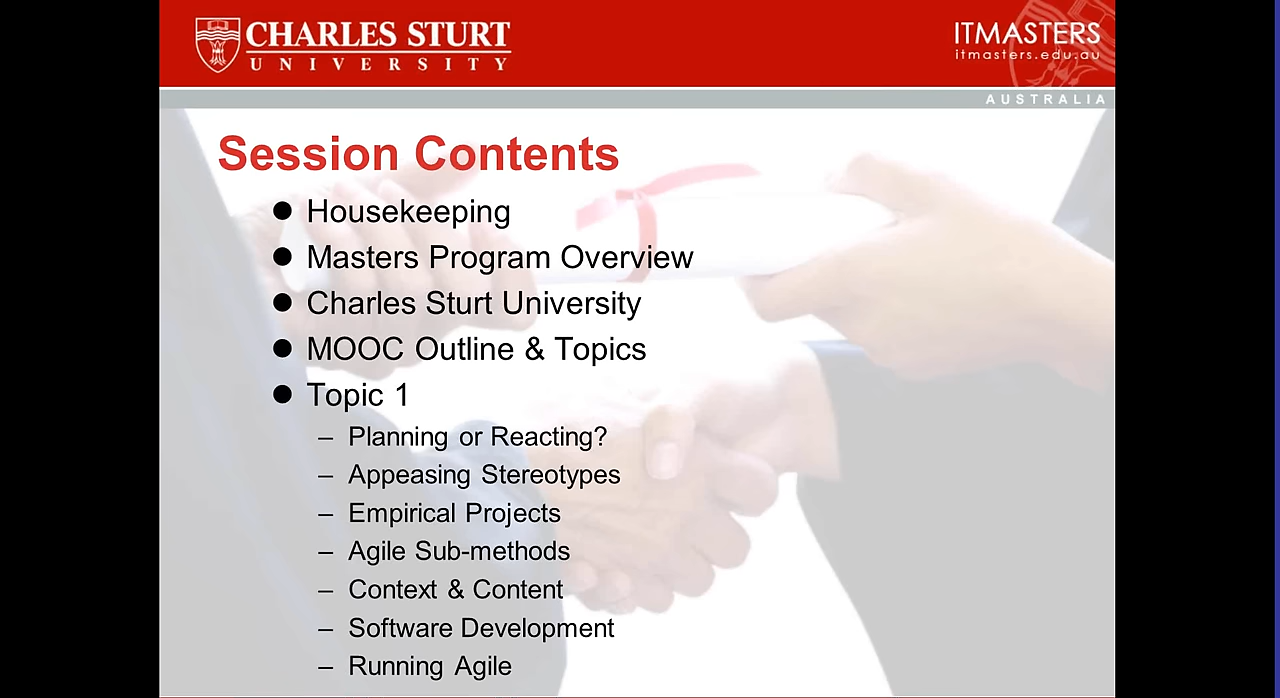 CHARLES STURT
UNIVERSITY
ITMASTERS
itmasters.edu.au
AUSTRALIA
Session Contents
● Housekeeping
● Masters Program Overview
● Charles Sturt University
● MOOC Outline & Topics
● Topic 1
– Planning or Reacting?
– Appeasing Stereotypes
– Empirical Projects
– Agile Sub-methods
– Context & Content
– Software Development
– Running Agile